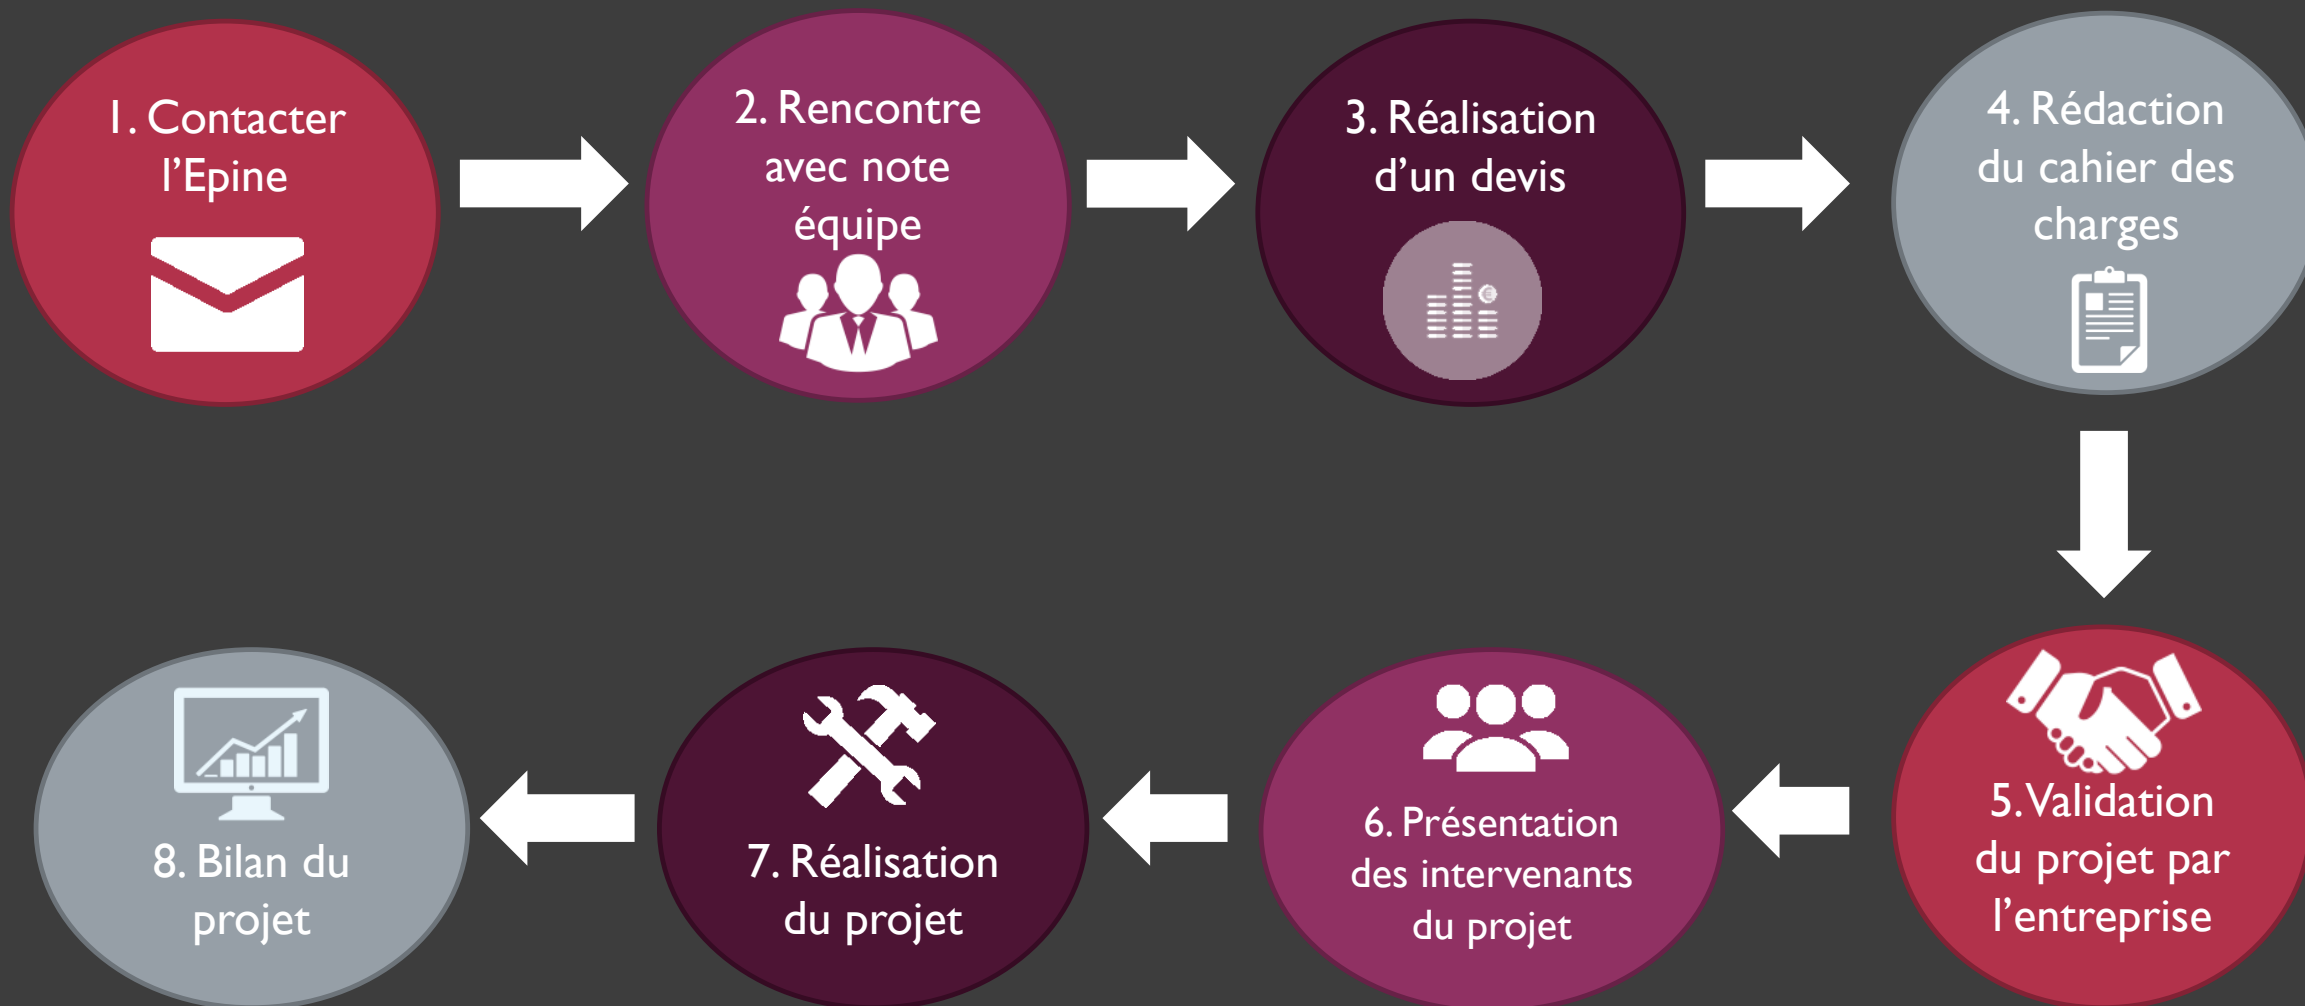 1. Contacter
l’Epine
2. Rencontre
avec note
équipe
3. Réalisation
d’un devis
4. Rédaction
du cahier des
charges
5. Validation
du projet par
l’entreprise
6. Présentation
des intervenants
du projet
7. Réalisation
du projet
8. Bilan du
projet